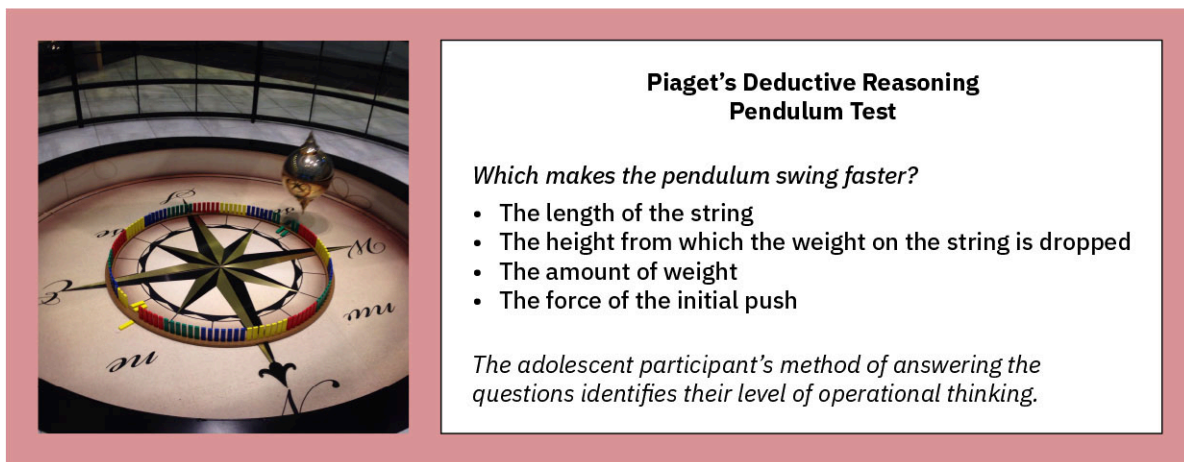 Piaget's Deductive Reasoning
Pendulum Test
Which makes the pendulum swing faster?
• The length of the string
• The height from which the weight on the string is dropped
• The amount of weight
• The force of the initial push
The adolescent participant's method of answering the
questions identifies their level of operational thinking.
W
nw
N
ne
E